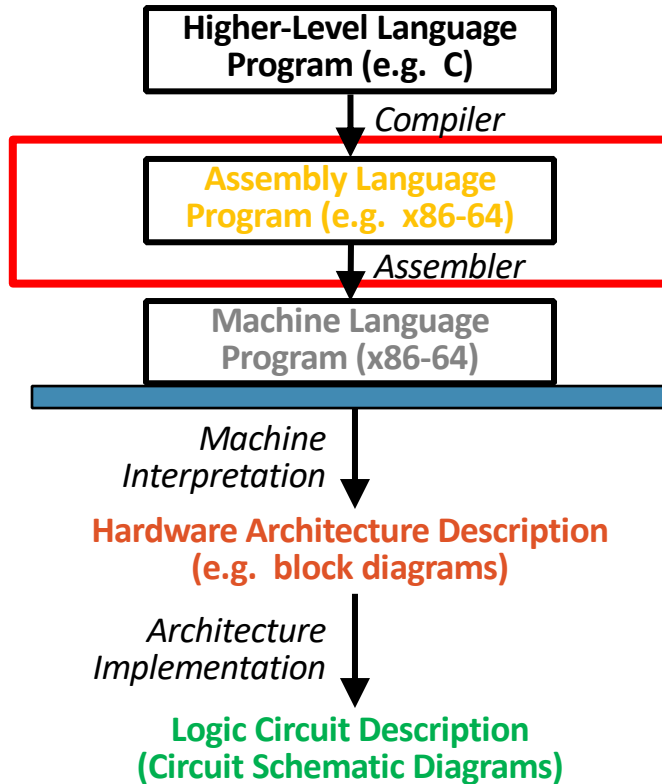 Higher-Level Language
Program (e.g. C)
Compiler
Assembly Language
Program (e.g. x86-64)
Assembler
Machine Language
Program (x86-64)
Machine
Interpretation
Hardware Architecture Description
(e.g. block diagrams)
Architecture
Implementation
Logic Circuit Description
(Circuit Schematic Diagrams)